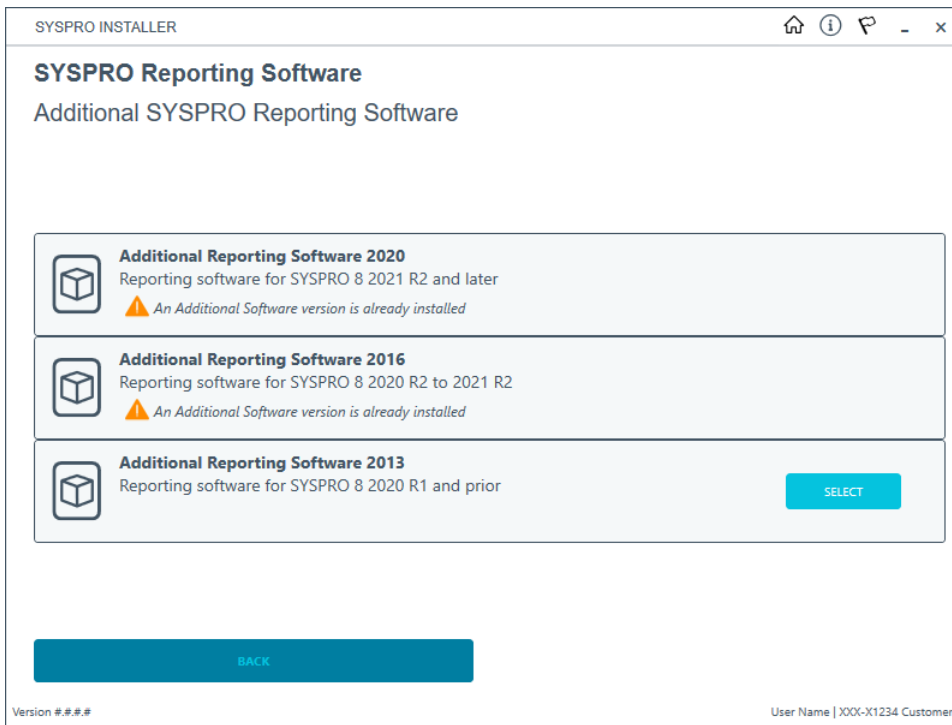 SYSPRO INSTALLER
SYSPRO Reporting Software
Additional SYSPRO Reporting Software
Additional Reporting Software 2020
Reporting software for SYSPRO 8 2021 R2 and later
An Additional Software version is already installed
Additional Reporting Software 2016
Reporting software for SYSPRO 8 2020 R2 to 2021 R2
An Additional Software version is already installed
Additional Reporting Software 2013
Reporting software for SYSPRO 8 2020 R1 and prior
SELECT
BACK
Version #.#.#.#
User Name | XXX-X1234 Customer